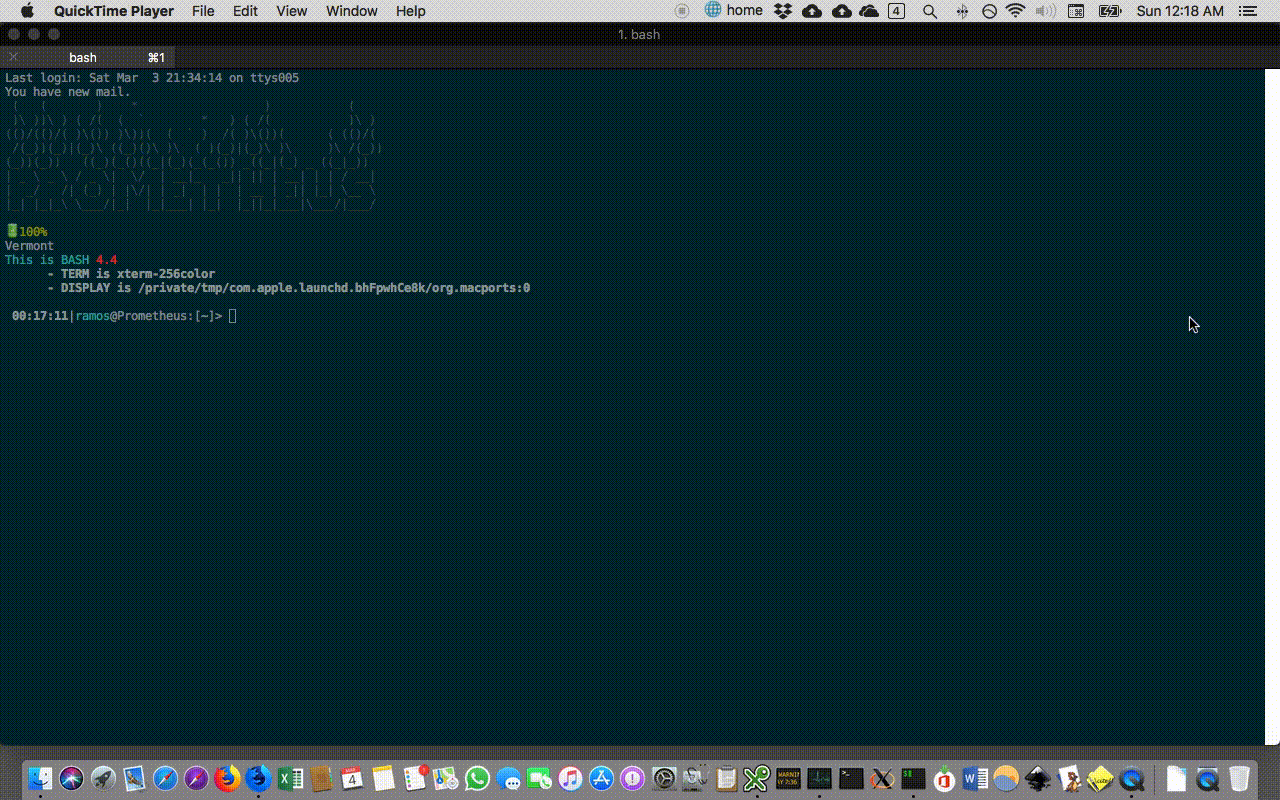 QuickTime Player File Edit View Window Help home 4 Sun 12:18 AM
1. bash
bash ⌘1
Last login: Sat Mar  3 21:34:14 on ttys005
You have new mail.
PROMETHEUS
100%
Vermont
This is BASH 4.4
- TERM is xterm-256color
- DISPLAY is /private/tmp/com.apple.launchd.bhFpwhCe8k/org.macports:0
00:17:11|ramos@Prometheus:[~]>
4